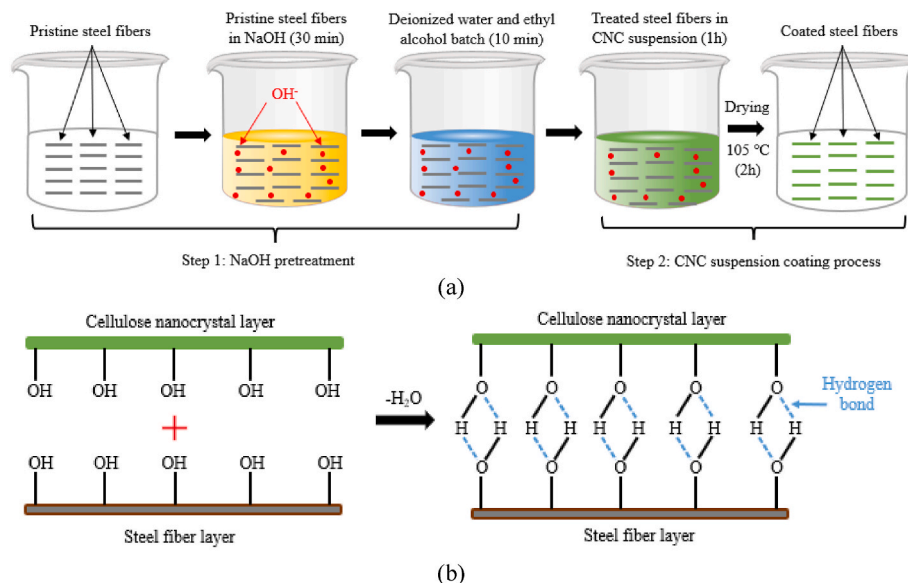 Pristine steel fibers
Pristine steel fibers
in NaOH (30 min)
Deionized water and ethyl
alcohol batch (10 min)
Treated steel fibers in
CNC suspension (1h)
Coated steel fibers
OH⁻
Drying
105 °C
(2h)
Step 1: NaOH pretreatment
Step 2: CNC suspension coating process
(a)
Cellulose nanocrystal layer
OH OH OH OH OH
+
OH OH OH OH OH
Steel fiber layer
-H₂O
Cellulose nanocrystal layer
O O O O O
H H H H H H H H H H
O O O O O
Hydrogen
bond
Steel fiber layer
(b)